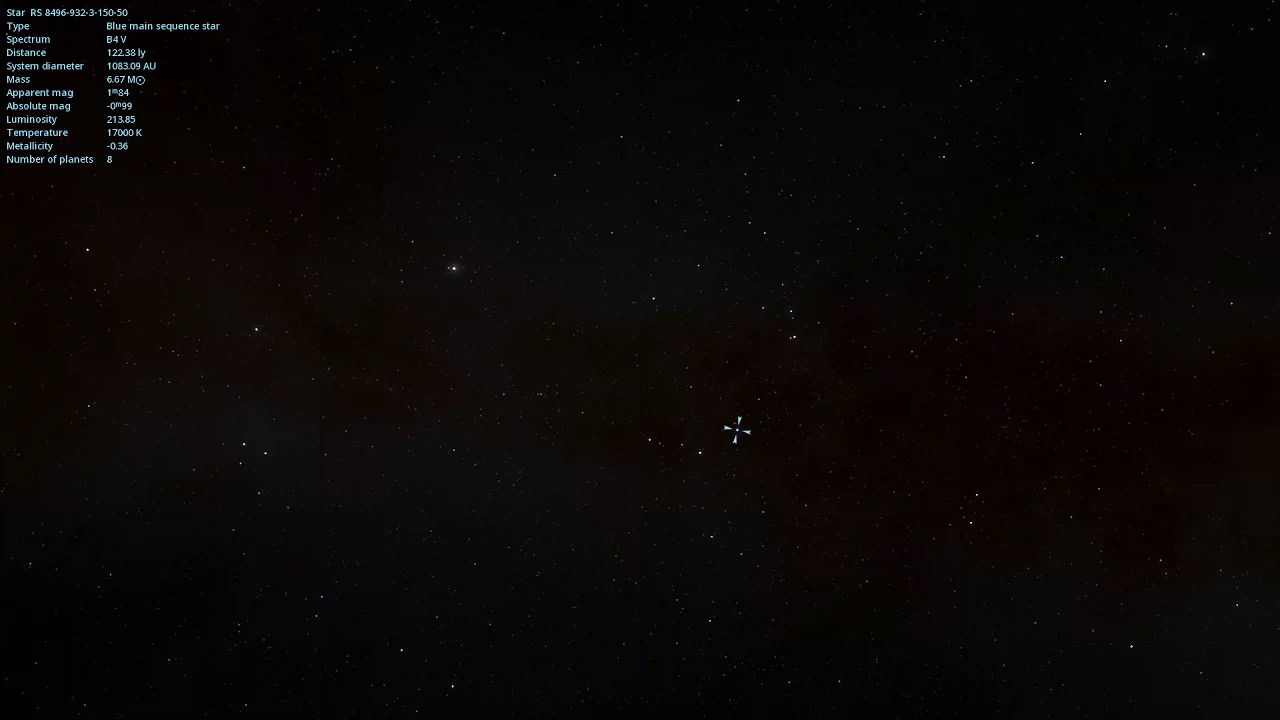 Star RS 8496-932-3-150-50
Type Blue main sequence star
Spectrum B4 V
Distance 122.38 ly
System diameter 1083.09 AU
Mass 6.67 M☉
Apparent mag 1ᵐ84
Absolute mag -0ᵐ99
Luminosity 213.85
Temperature 17000 K
Metallicity -0.36
Number of planets 8